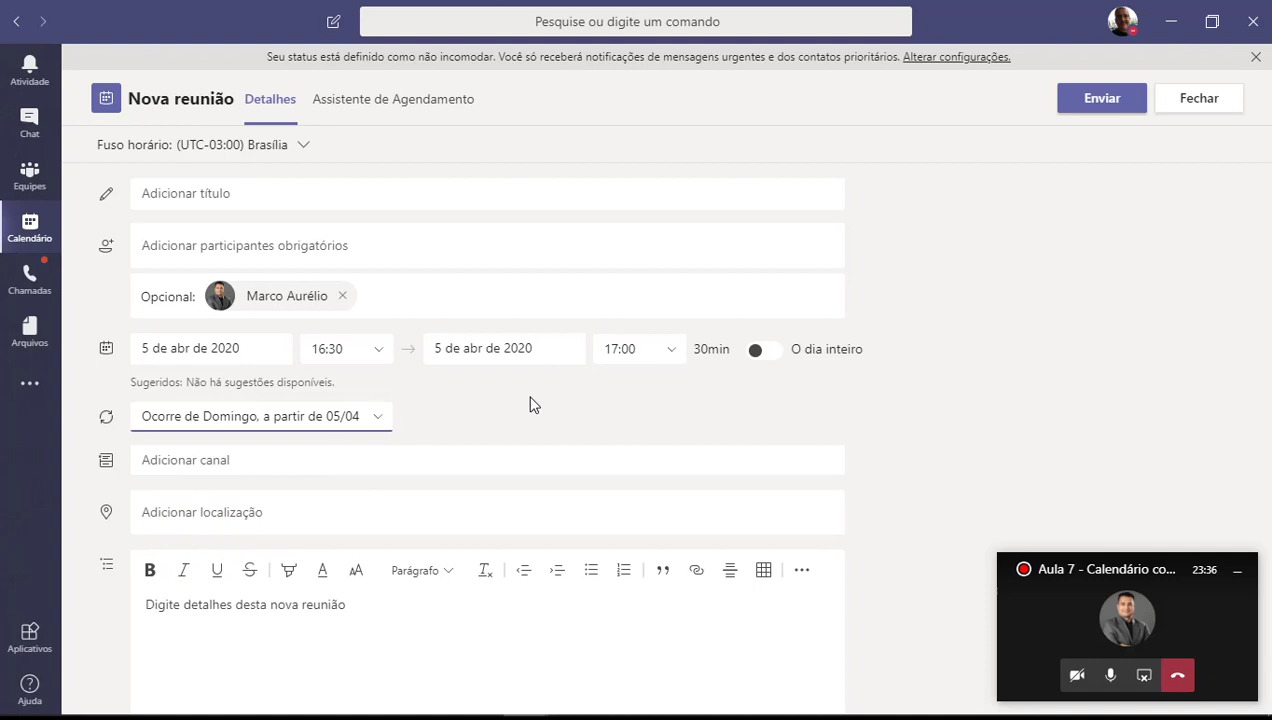 Pesquise ou digite um comando
Seu status está definido como não incomodar. Você só receberá notificações de mensagens urgentes e dos contatos prioritários. Alterar configurações.
Atividade
Chat
Equipes
Calendário
Chamadas
Arquivos
Aplicativos
Ajuda
Nova reunião Detalhes Assistente de Agendamento Enviar Fechar
Fuso horário: (UTC-03:00) Brasília
Adicionar título
Adicionar participantes obrigatórios
Opcional: Marco Aurélio
5 de abr de 2020 16:30 5 de abr de 2020 17:00 30min O dia inteiro
Sugeridos: Não há sugestões disponíveis.
Ocorre de Domingo, a partir de 05/04
Adicionar canal
Adicionar localização
B I U S A AA Parágrafo Tx
Digite detalhes desta nova reunião
Aula 7 - Calendário co... 23:36